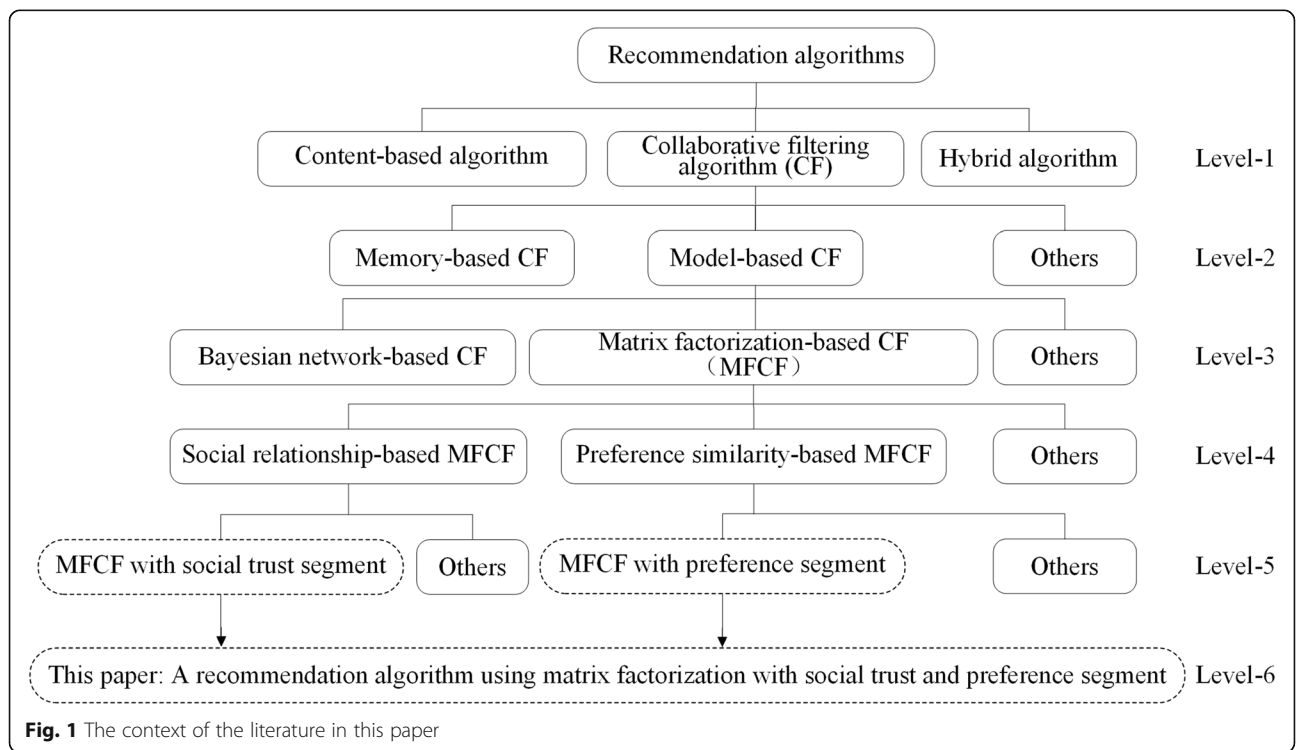 Recommendation algorithms
Content-based algorithm
Collaborative filtering
algorithm (CF)
Hybrid algorithm
Level-1
Memory-based CF
Model-based CF
Others
Level-2
Bayesian network-based CF
Matrix factorization-based CF
（MFCF）
Others
Level-3
Social relationship-based MFCF
Preference similarity-based MFCF
Others
Level-4
MFCF with social trust segment
Others
MFCF with preference segment
Others
Level-5
This paper: A recommendation algorithm using matrix factorization with social trust and preference segment
Level-6
Fig. 1 The context of the literature in this paper